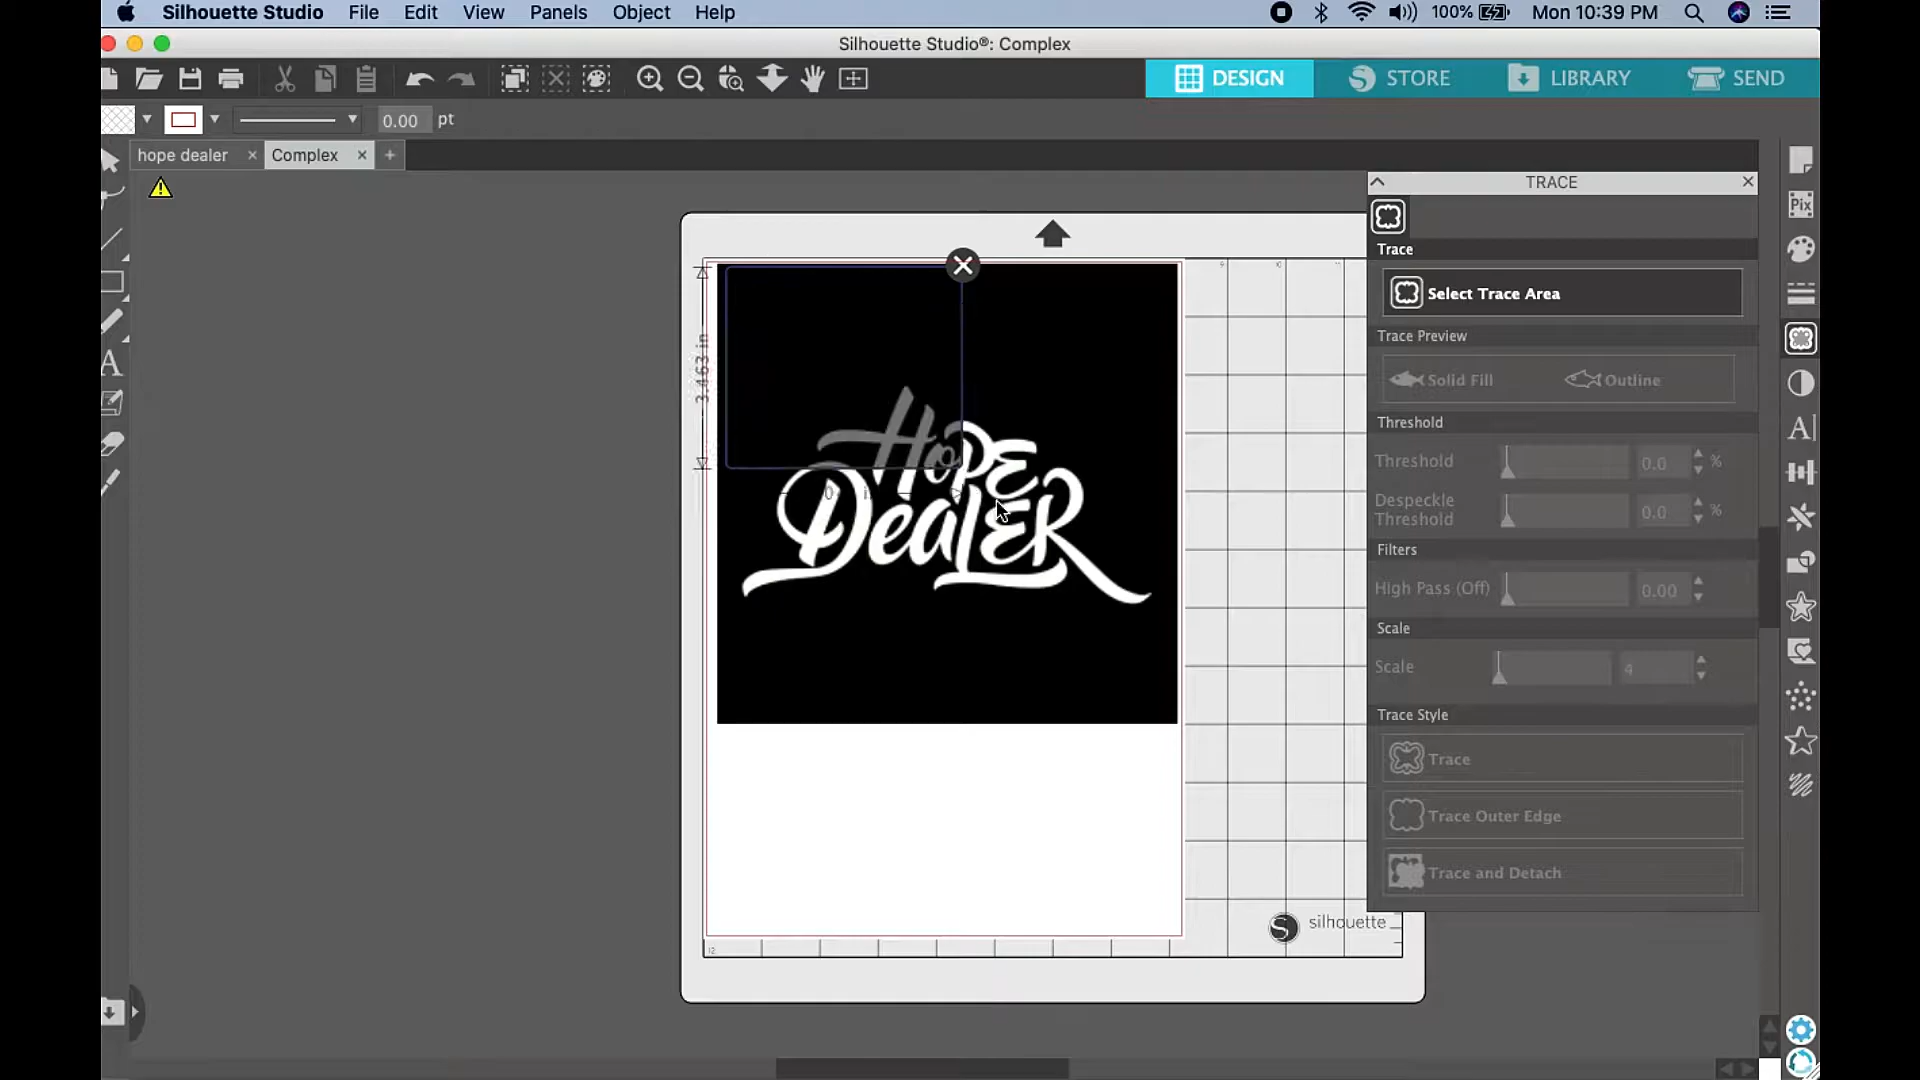 Silhouette Studio File Edit View Panels Object Help 100% Mon 10:39 PM
Silhouette Studio®: Complex
DESIGN STORE LIBRARY SEND
0.00 pt
hope dealer Complex
TRACE
Pix
Trace
Select Trace Area
Trace Preview
Solid Fill Outline
3.463 in
Threshold
Threshold 0.0 %
Despeckle Threshold 0.0 %
HOPE
DeaLER
Filters
High Pass (Off) 0.00
Scale
Scale 4
Trace Style
Trace
Trace Outer Edge
Trace and Detach
silhouette
12